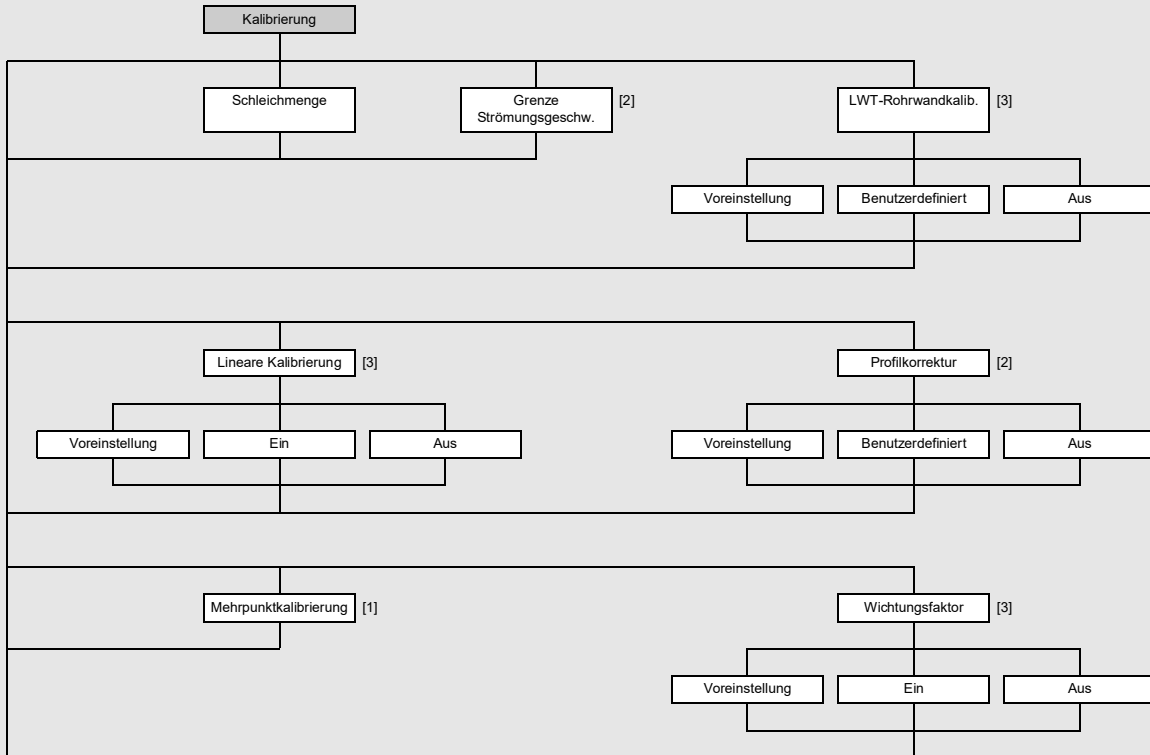 Kalibrierung
Schleichmenge
Grenze
Strömungsgeschw.
[2]
LWT-Rohrwandkalib.
[3]
Voreinstellung
Benutzerdefiniert
Aus
Lineare Kalibrierung
[3]
Profilkorrektur
[2]
Voreinstellung
Ein
Aus
Voreinstellung
Benutzerdefiniert
Aus
Mehrpunktkalibrierung
[1]
Wichtungsfaktor
[3]
Voreinstellung
Ein
Aus